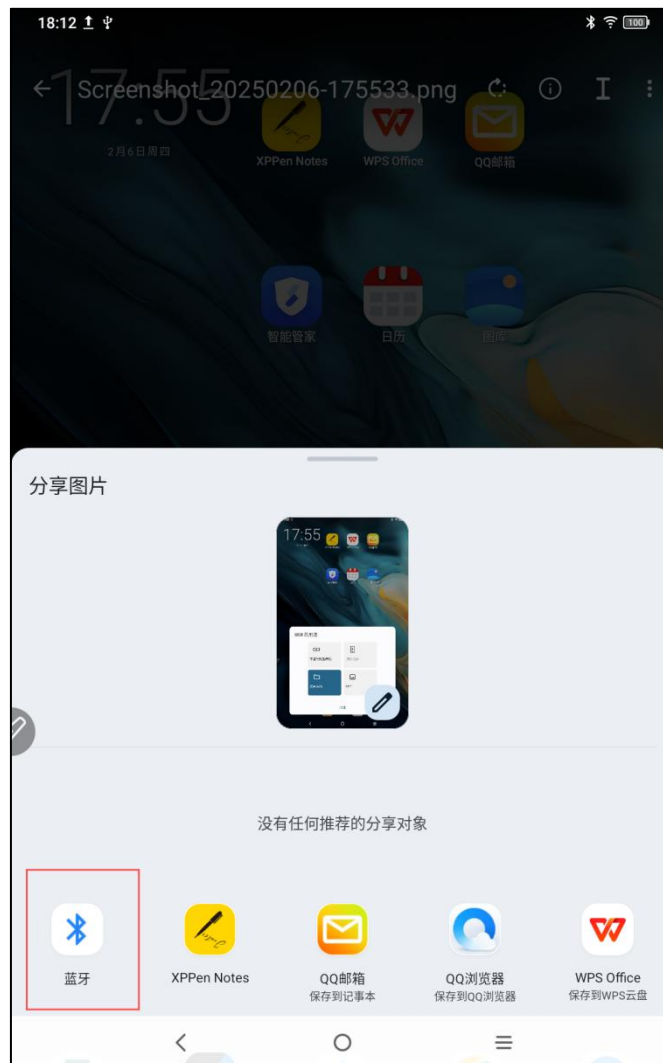 18:12
100
Screenshot_20250206-175533.png
17:55
2月6日周四
XPPen Notes
WPS Office
QQ邮箱
智能管家
日历
图库
分享图片
17:55
没有任何推荐的分享对象
蓝牙
XPPen Notes
QQ邮箱
保存到记事本
QQ浏览器
保存到QQ浏览器
WPS Office
保存到WPS云盘